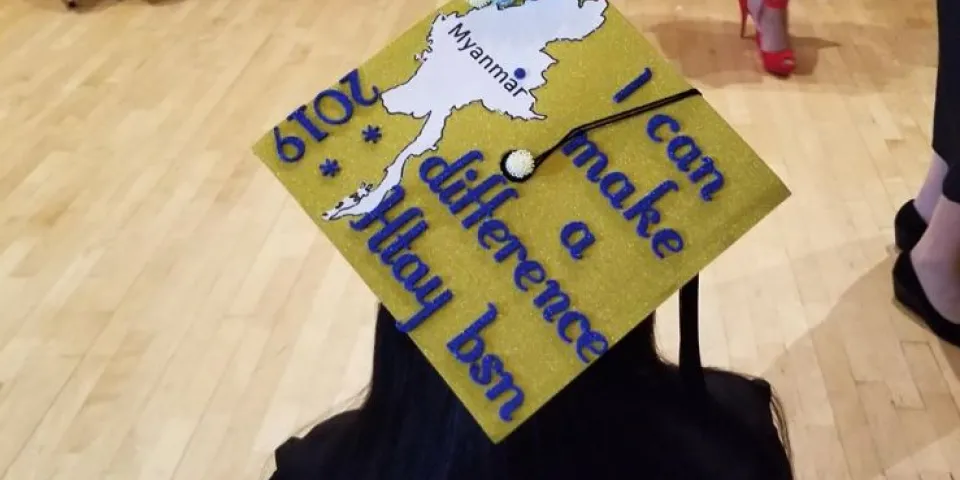 Myanmar
2019
I can
make
a
difference
Htay bsn